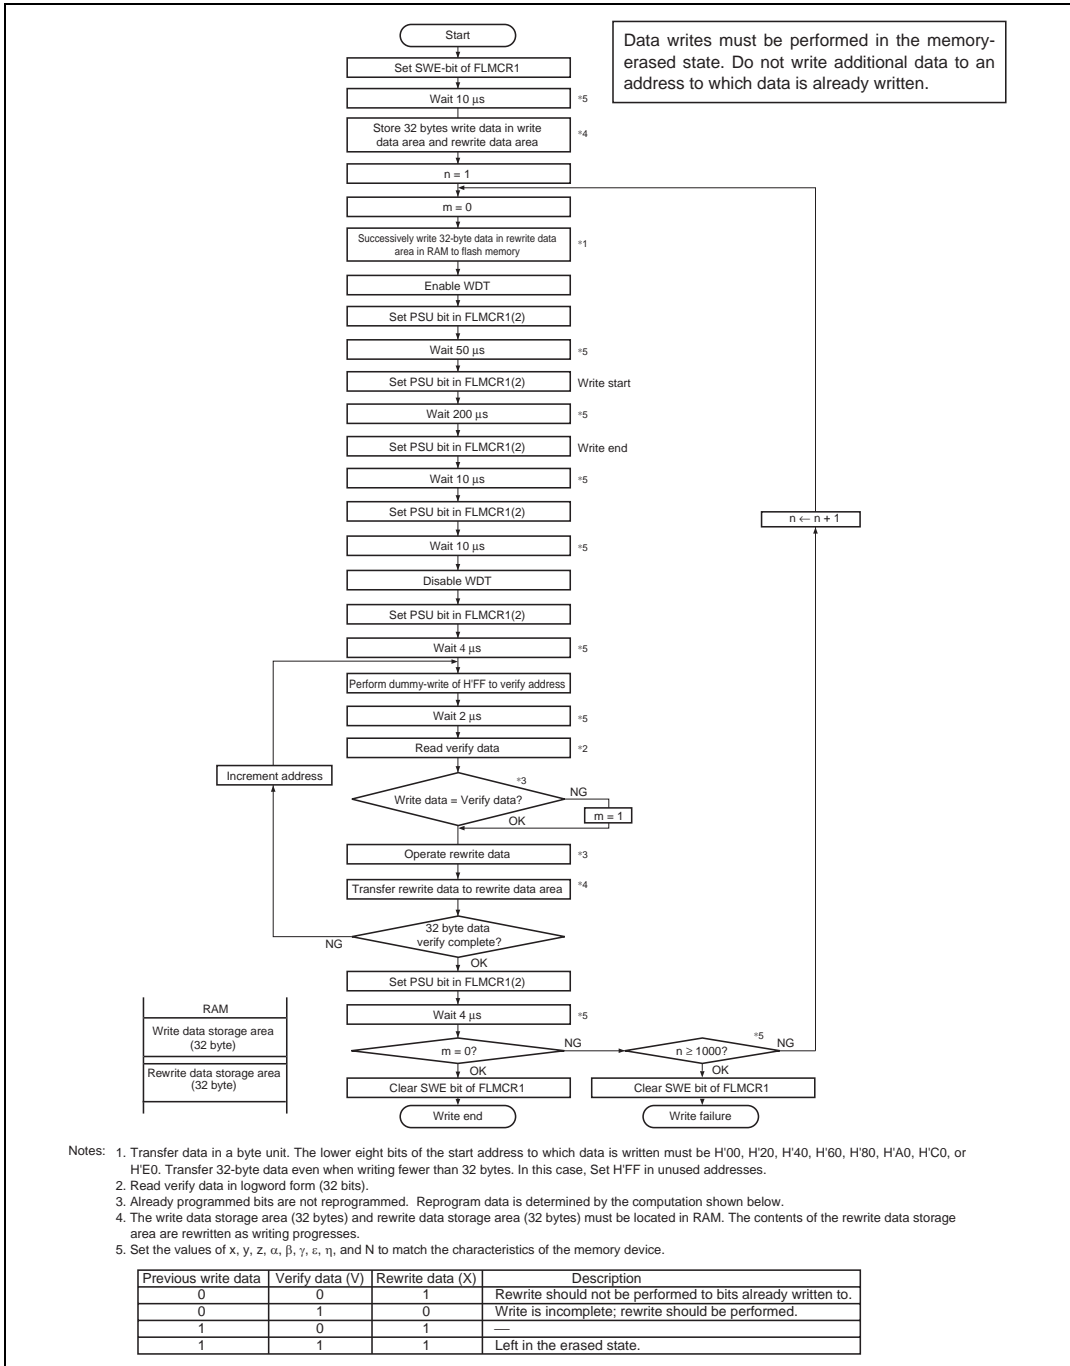 Start
Data writes must be performed in the memory-
erased state. Do not write additional data to an
address to which data is already written.
Set SWE-bit of FLMCR1
Wait 10 µs *5
Store 32 bytes write data in write
data area and rewrite data area *4
n = 1
m = 0
Successively write 32-byte data in rewrite data
area in RAM to flash memory *1
Enable WDT
Set PSU bit in FLMCR1(2)
Wait 50 µs *5
Set PSU bit in FLMCR1(2) Write start
Wait 200 µs *5
Set PSU bit in FLMCR1(2) Write end
Wait 10 µs *5
Set PSU bit in FLMCR1(2)
n ← n + 1
Wait 10 µs *5
Disable WDT
Set PSU bit in FLMCR1(2)
Wait 4 µs *5
Perform dummy-write of H'FF to verify address
Wait 2 µs *5
Read verify data *2
Increment address
*3
Write data = Verify data?
NG
m = 1
OK
Operate rewrite data *3
Transfer rewrite data to rewrite data area *4
32 byte data
verify complete?
NG
OK
Set PSU bit in FLMCR1(2)
Wait 4 µs *5
RAM
Write data storage area
(32 byte)
Rewrite data storage area
(32 byte)
m = 0?
NG
OK
n ≥ 1000? *5
NG
OK
Clear SWE bit of FLMCR1
Clear SWE bit of FLMCR1
Write end
Write failure
Notes: 1. Transfer data in a byte unit. The lower eight bits of the start address to which data is written must be H'00, H'20, H'40, H'60, H'80, H'A0, H'C0, or
H'E0. Transfer 32-byte data even when writing fewer than 32 bytes. In this case, Set H'FF in unused addresses.
2. Read verify data in logword form (32 bits).
3. Already programmed bits are not reprogrammed. Reprogram data is determined by the computation shown below.
4. The write data storage area (32 bytes) and rewrite data storage area (32 bytes) must be located in RAM. The contents of the rewrite data storage
area are rewritten as writing progresses.
5. Set the values of x, y, z, α, β, γ, ε, η, and N to match the characteristics of the memory device.
Previous write data Verify data (V) Rewrite data (X) Description
0 0 1 Rewrite should not be performed to bits already written to.
0 1 0 Write is incomplete; rewrite should be performed.
1 0 1 —
1 1 1 Left in the erased state.